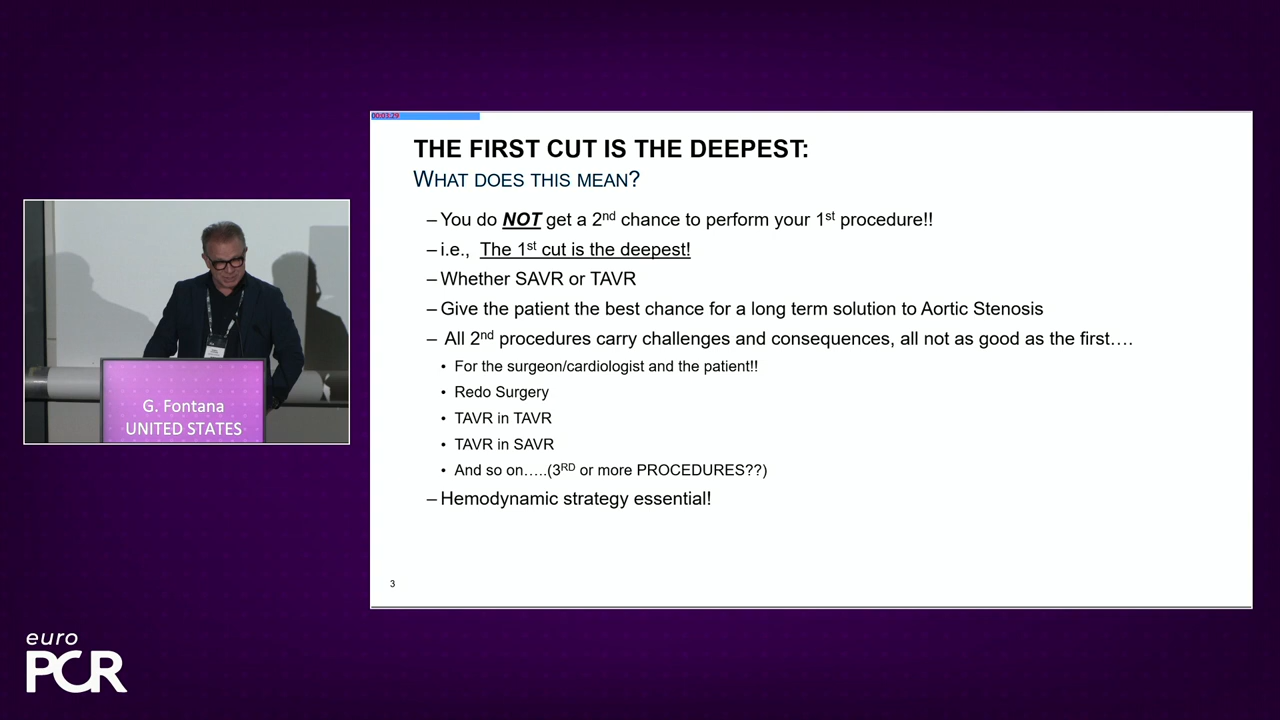 00:03:29
THE FIRST CUT IS THE DEEPEST:
WHAT DOES THIS MEAN?
– You do NOT get a 2nd chance to perform your 1st procedure!!
– i.e., The 1st cut is the deepest!
– Whether SAVR or TAVR
– Give the patient the best chance for a long term solution to Aortic Stenosis
– All 2nd procedures carry challenges and consequences, all not as good as the first….
• For the surgeon/cardiologist and the patient!!
• Redo Surgery
• TAVR in TAVR
• TAVR in SAVR
• And so on…..(3RD or more PROCEDURES??)
– Hemodynamic strategy essential!
3
G. Fontana
UNITED STATES
euro
PCR